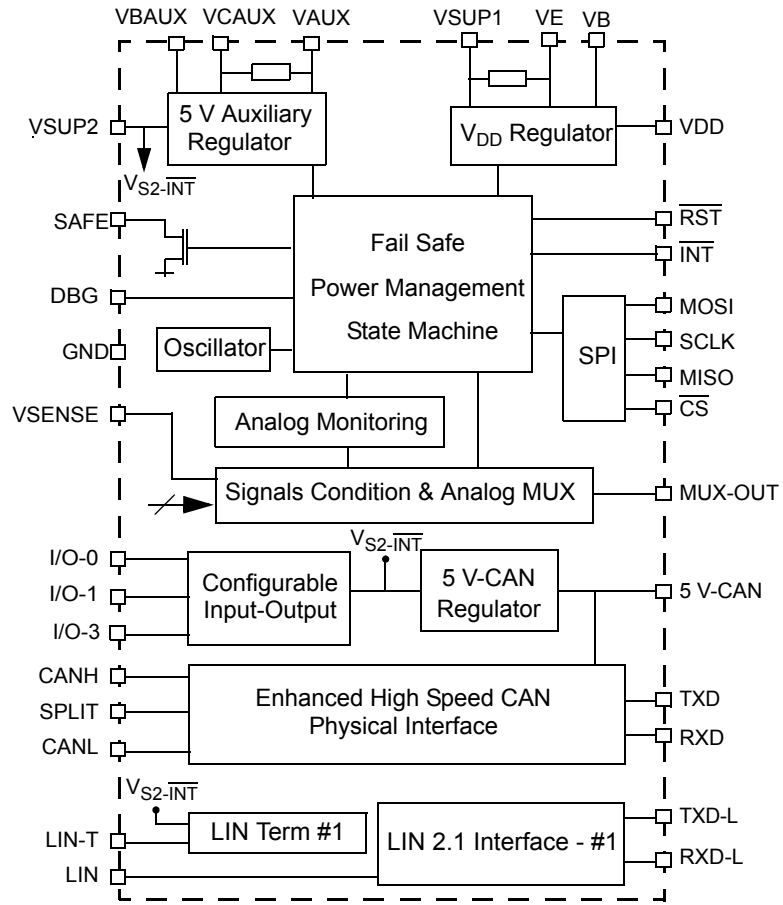 VBAUX VCAUX VAUX VSUP1 VE VB
VSUP2
5 V Auxiliary
Regulator
VDD Regulator
VDD
VS2-INT
SAFE
RST
INT
Fail Safe
Power Management
State Machine
DBG
GND
Oscillator
SPI
MOSI
SCLK
MISO
CS
VSENSE
Analog Monitoring
Signals Condition & Analog MUX
MUX-OUT
VS2-INT
I/O-0
I/O-1
I/O-3
Configurable
Input-Output
5 V-CAN
Regulator
5 V-CAN
CANH
SPLIT
CANL
Enhanced High Speed CAN
Physical Interface
TXD
RXD
VS2-INT
LIN-T
LIN
LIN Term #1
LIN 2.1 Interface - #1
TXD-L
RXD-L